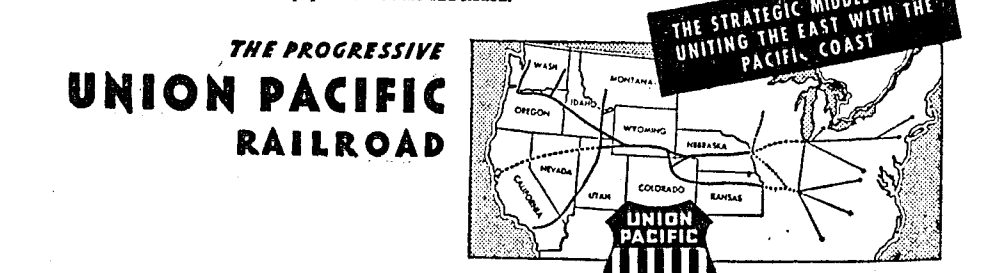 THE PROGRESSIVE
UNION PACIFIC
RAILROAD
THE STRATEGIC MIDDLE
UNITING THE EAST WITH THE
PACIFIC COAST
WASH
MONTANA
IDAHO
OREGON
WYOMING
NEBRASKA
NEVADA
CALIFORNIA
UTAH
COLORADO
KANSAS
UNION
PACIFIC